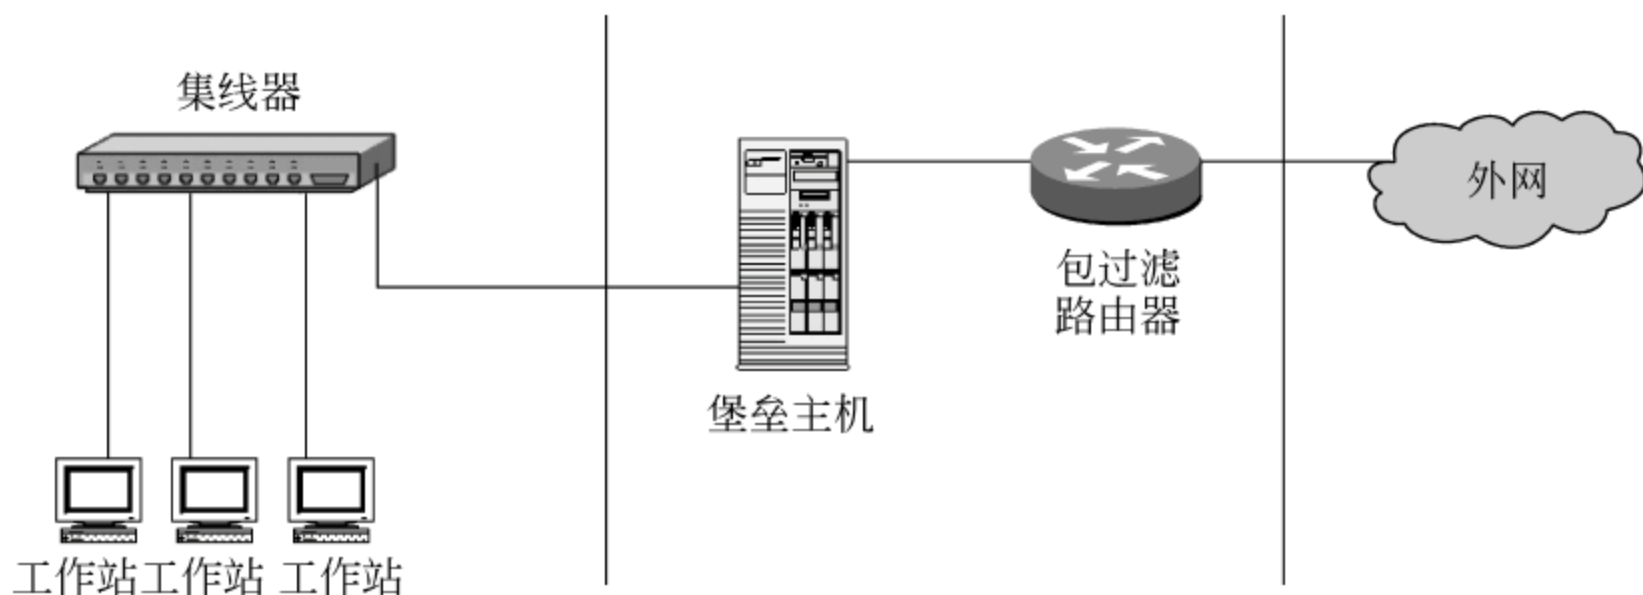 集线器
外网
包过滤
路由器
堡垒主机
工作站 工作站 工作站